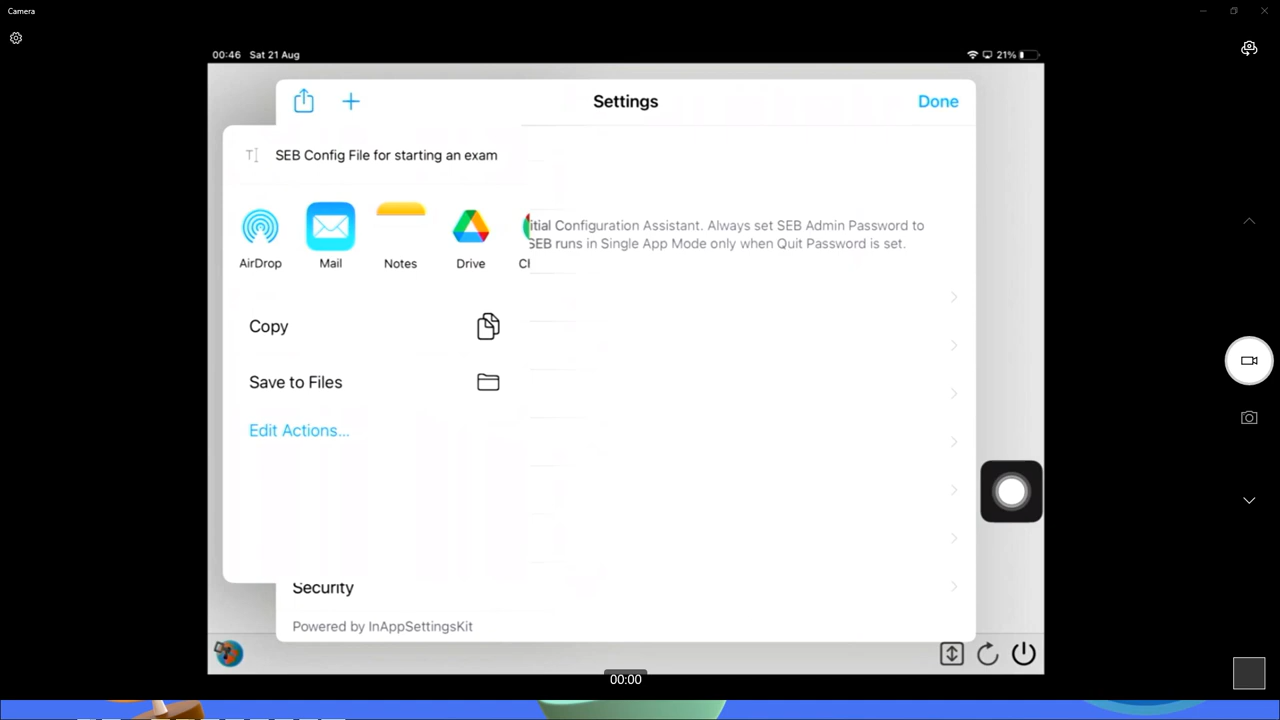 Camera
00:46 Sat 21 Aug
21%
Settings
Done
SEB Config File for starting an exam
AirDrop
Mail
Notes
Drive
itial Configuration Assistant. Always set SEB Admin Password to
SEB runs in Single App Mode only when Quit Password is set.
Copy
Save to Files
Edit Actions...
Security
Powered by InAppSettingsKit
00:00